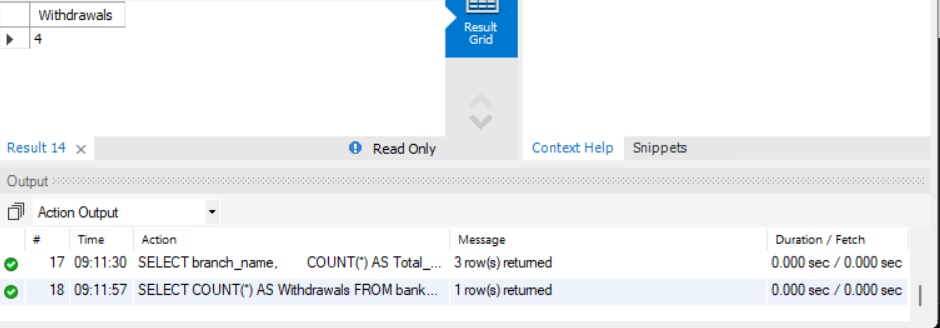 Withdrawals
4
Result
Grid
Result 14
Read Only
Context Help
Snippets
Output
Action Output
# Time Action Message Duration / Fetch
17 09:11:30 SELECT branch_name, COUNT(*) AS Total_... 3 row(s) returned 0.000 sec / 0.000 sec
18 09:11:57 SELECT COUNT(*) AS Withdrawals FROM bank... 1 row(s) returned 0.000 sec / 0.000 sec